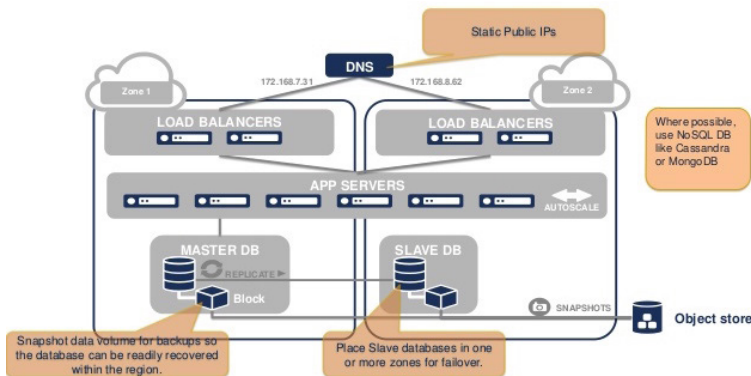 Static Public IPs
DNS
172.168.7.31
172.168.8.62
Zone 1
Zone 2
LOAD BALANCERS
LOAD BALANCERS
Where possible,
use NoSQL DB
like Cassandra
or MongoDB
APP SERVERS
AUTOSCALE
MASTER DB
SLAVE DB
REPLICATE
Block
SNAPSHOTS
Object store
Snapshot data volume for backups so
the database can be readily recovered
within the region.
Place Slave databases in one
or more zones for failover.